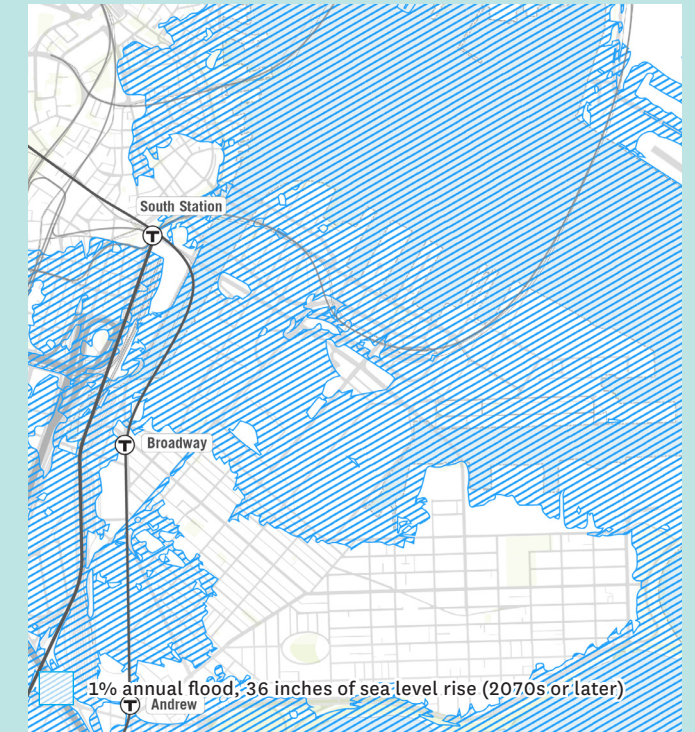 South Station
T
Broadway
T
1% annual flood, 36 inches of sea level rise (2070s or later)
T
Andrew